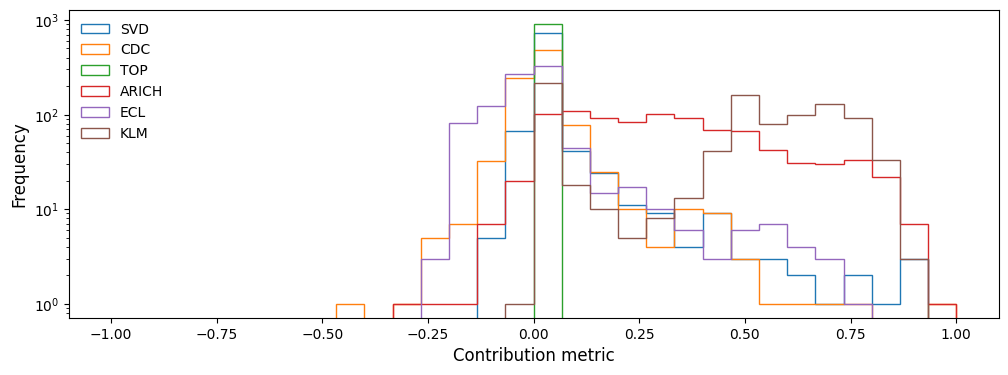 SVD
CDC
TOP
ARICH
ECL
KLM
Frequency
10³
10²
10¹
10⁰
−1.00 −0.75 −0.50 −0.25 0.00 0.25 0.50 0.75 1.00
Contribution metric